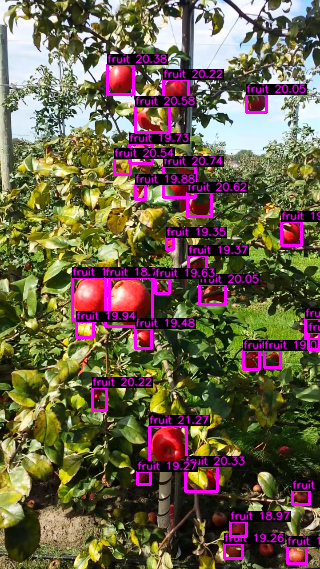 fruit 20.38
fruit 20.22
fruit 20.05
fruit 20.58
fruit 19.73
fruit 20.54
fruit 20.74
fruit 19.88
fruit 20.62
fruit 19.35
fruit 19.37
fruit 19.63
fruit 20.05
fruit 19.94
fruit 19.48
fruit 20.22
fruit 21.27
fruit 19.27
fruit 20.33
fruit
fruit 18.97
fruit 19.26